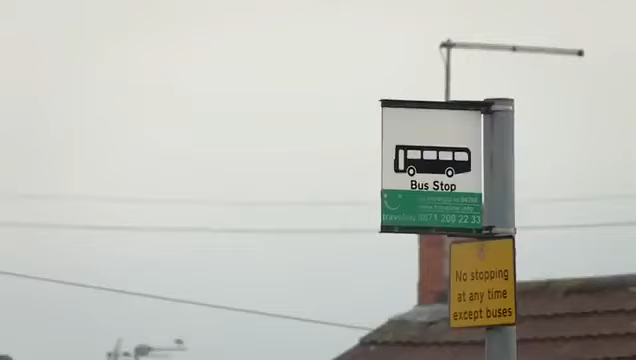 Bus Stop
traveline 0871 200 22 33
No stopping
at any time
except buses